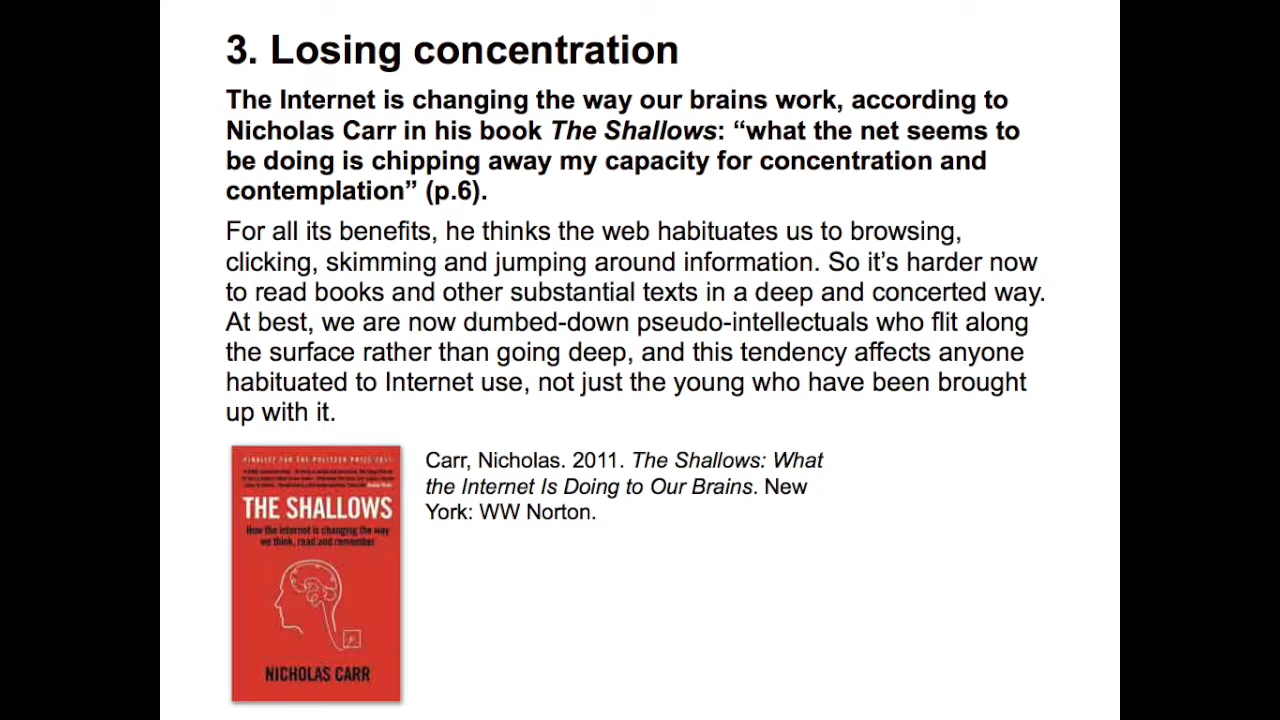 3. Losing concentration
The Internet is changing the way our brains work, according to
Nicholas Carr in his book The Shallows: “what the net seems to
be doing is chipping away my capacity for concentration and
contemplation” (p.6).
For all its benefits, he thinks the web habituates us to browsing,
clicking, skimming and jumping around information. So it’s harder now
to read books and other substantial texts in a deep and concerted way.
At best, we are now dumbed-down pseudo-intellectuals who flit along
the surface rather than going deep, and this tendency affects anyone
habituated to Internet use, not just the young who have been brought
up with it.
Carr, Nicholas. 2011. The Shallows: What
the Internet Is Doing to Our Brains. New
York: WW Norton.
FINALIST FOR THE PULITZER PRIZE 2011
THE SHALLOWS
How the internet is changing the way
we think, read and remember
NICHOLAS CARR